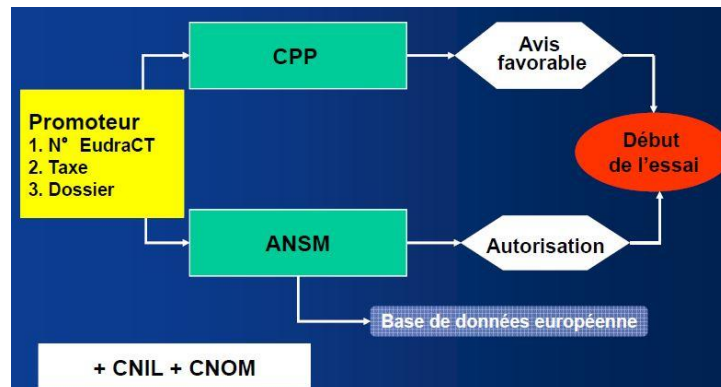 CPP
Avis
favorable
Promoteur
1. N° EudraCT
2. Taxe
3. Dossier
Début
de l'essai
ANSM
Autorisation
Base de données européenne
+ CNIL + CNOM